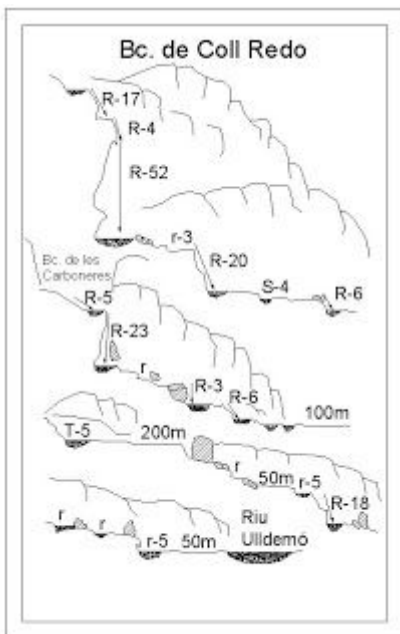 Bc. de Coll Redo
R-17
R-4
R-52
r-3
R-20
Bc. de les
Carboneres
S-4
R-6
R-5
R-23
r
R-3
R-6
100m
T-5
200m
r
50m
r-5
R-18
r
r
r-5
50m
Riu
Ulldemó